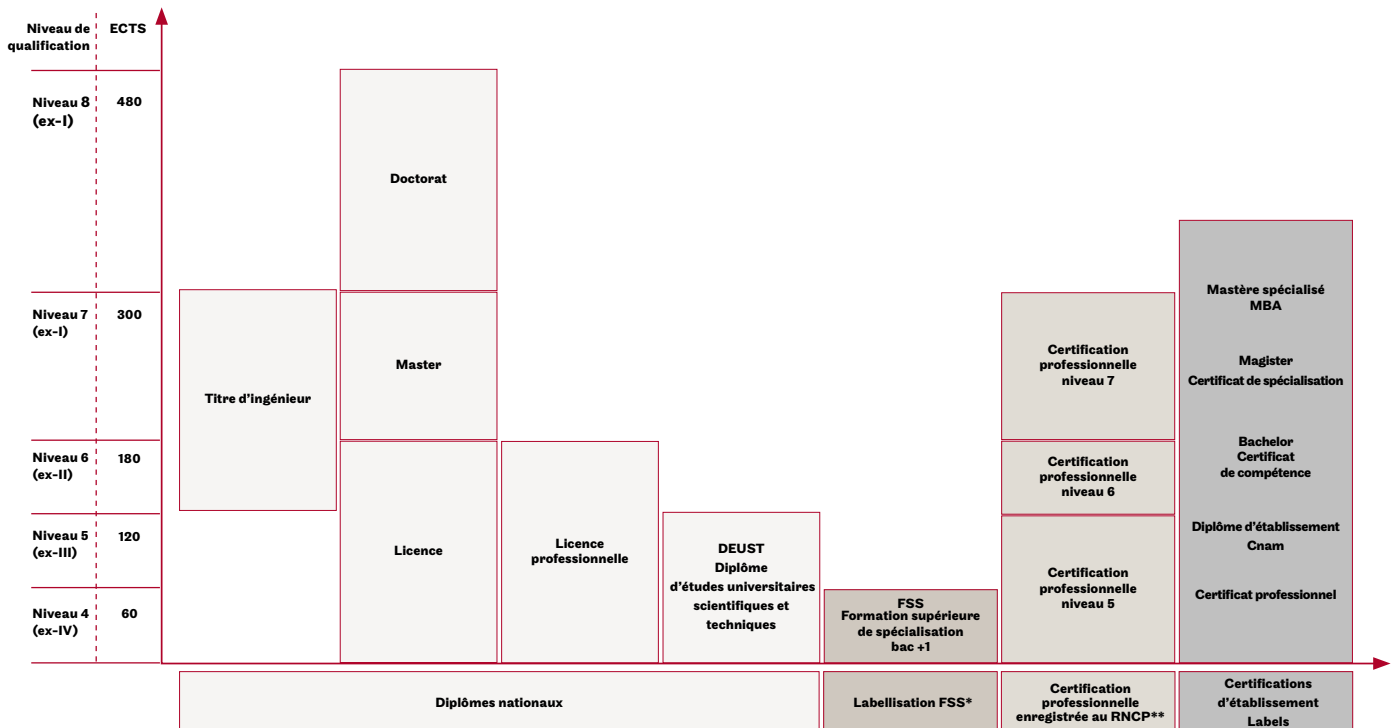 Niveau de
qualification
ECTS
Niveau 8
(ex-I)
480
Niveau 7
(ex-I)
300
Niveau 6
(ex-II)
180
Niveau 5
(ex-III)
120
Niveau 4
(ex-IV)
60
Titre d’ingénieur
Doctorat
Master
Licence
Licence
professionnelle
DEUST
Diplôme
d’études universitaires
scientifiques et
techniques
FSS
Formation supérieure
de spécialisation
bac +1
Certification
professionnelle
niveau 7
Certification
professionnelle
niveau 6
Certification
professionnelle
niveau 5
Mastère spécialisé
MBA
Magister
Certificat de spécialisation
Bachelor
Certificat
de compétence
Diplôme d’établissement
Cnam
Certificat professionnel
Diplômes nationaux
Labellisation FSS*
Certification
professionnelle
enregistrée au RNCP**
Certifications
d’établissement
Labels